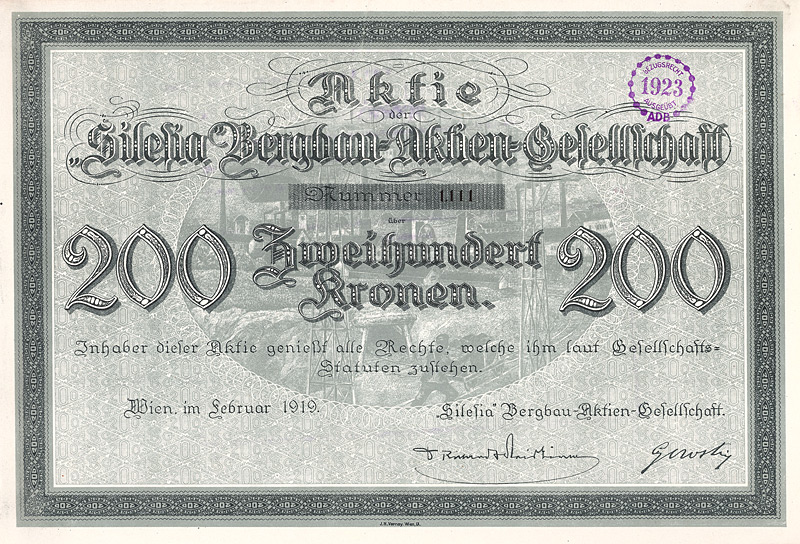 Aktie
der
„Silesia" Bergbau-Aktien-Gesellschaft
BEZUGSRECHT
1923
AUSGEÜBT
ADB
Nummer 1111
über
200 Zweihundert 200
Kronen.
Inhaber dieser Aktie genießt alle Rechte, welche ihm laut Gesellschafts-
Statuten zustehen.
Wien, im Februar 1919.
„Silesia" Bergbau-Aktien-Gesellschaft.
J. N. Vernay, Wien, IX.